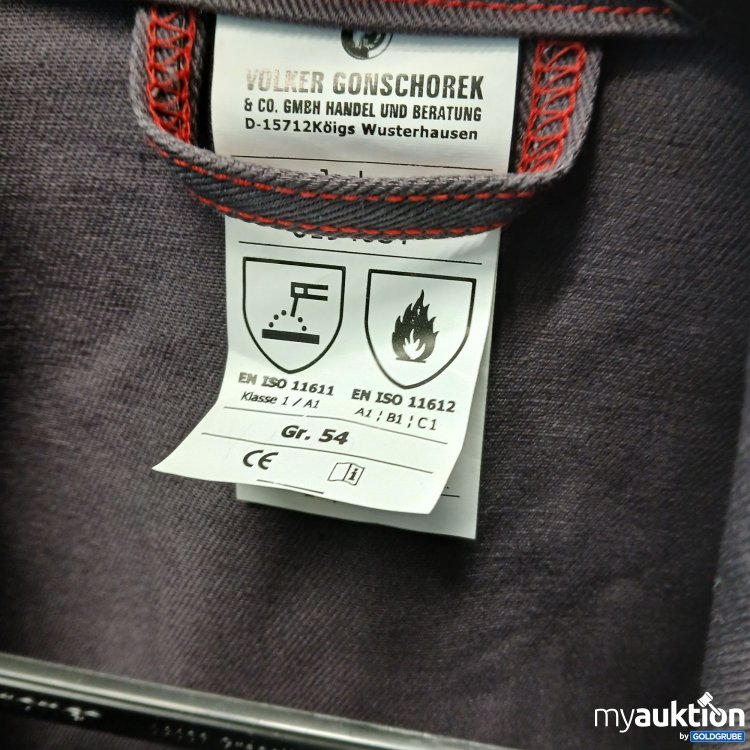 VOLKER GONSCHOREK
& CO. GMBH HANDEL UND BERATUNG
D-15712Köigs Wusterhausen
EN ISO 11611
Klasse 1 / A1
EN ISO 11612
A1 ¦ B1 ¦ C1
Gr. 54
CE
i
myauktion
by GOLDGRUBE